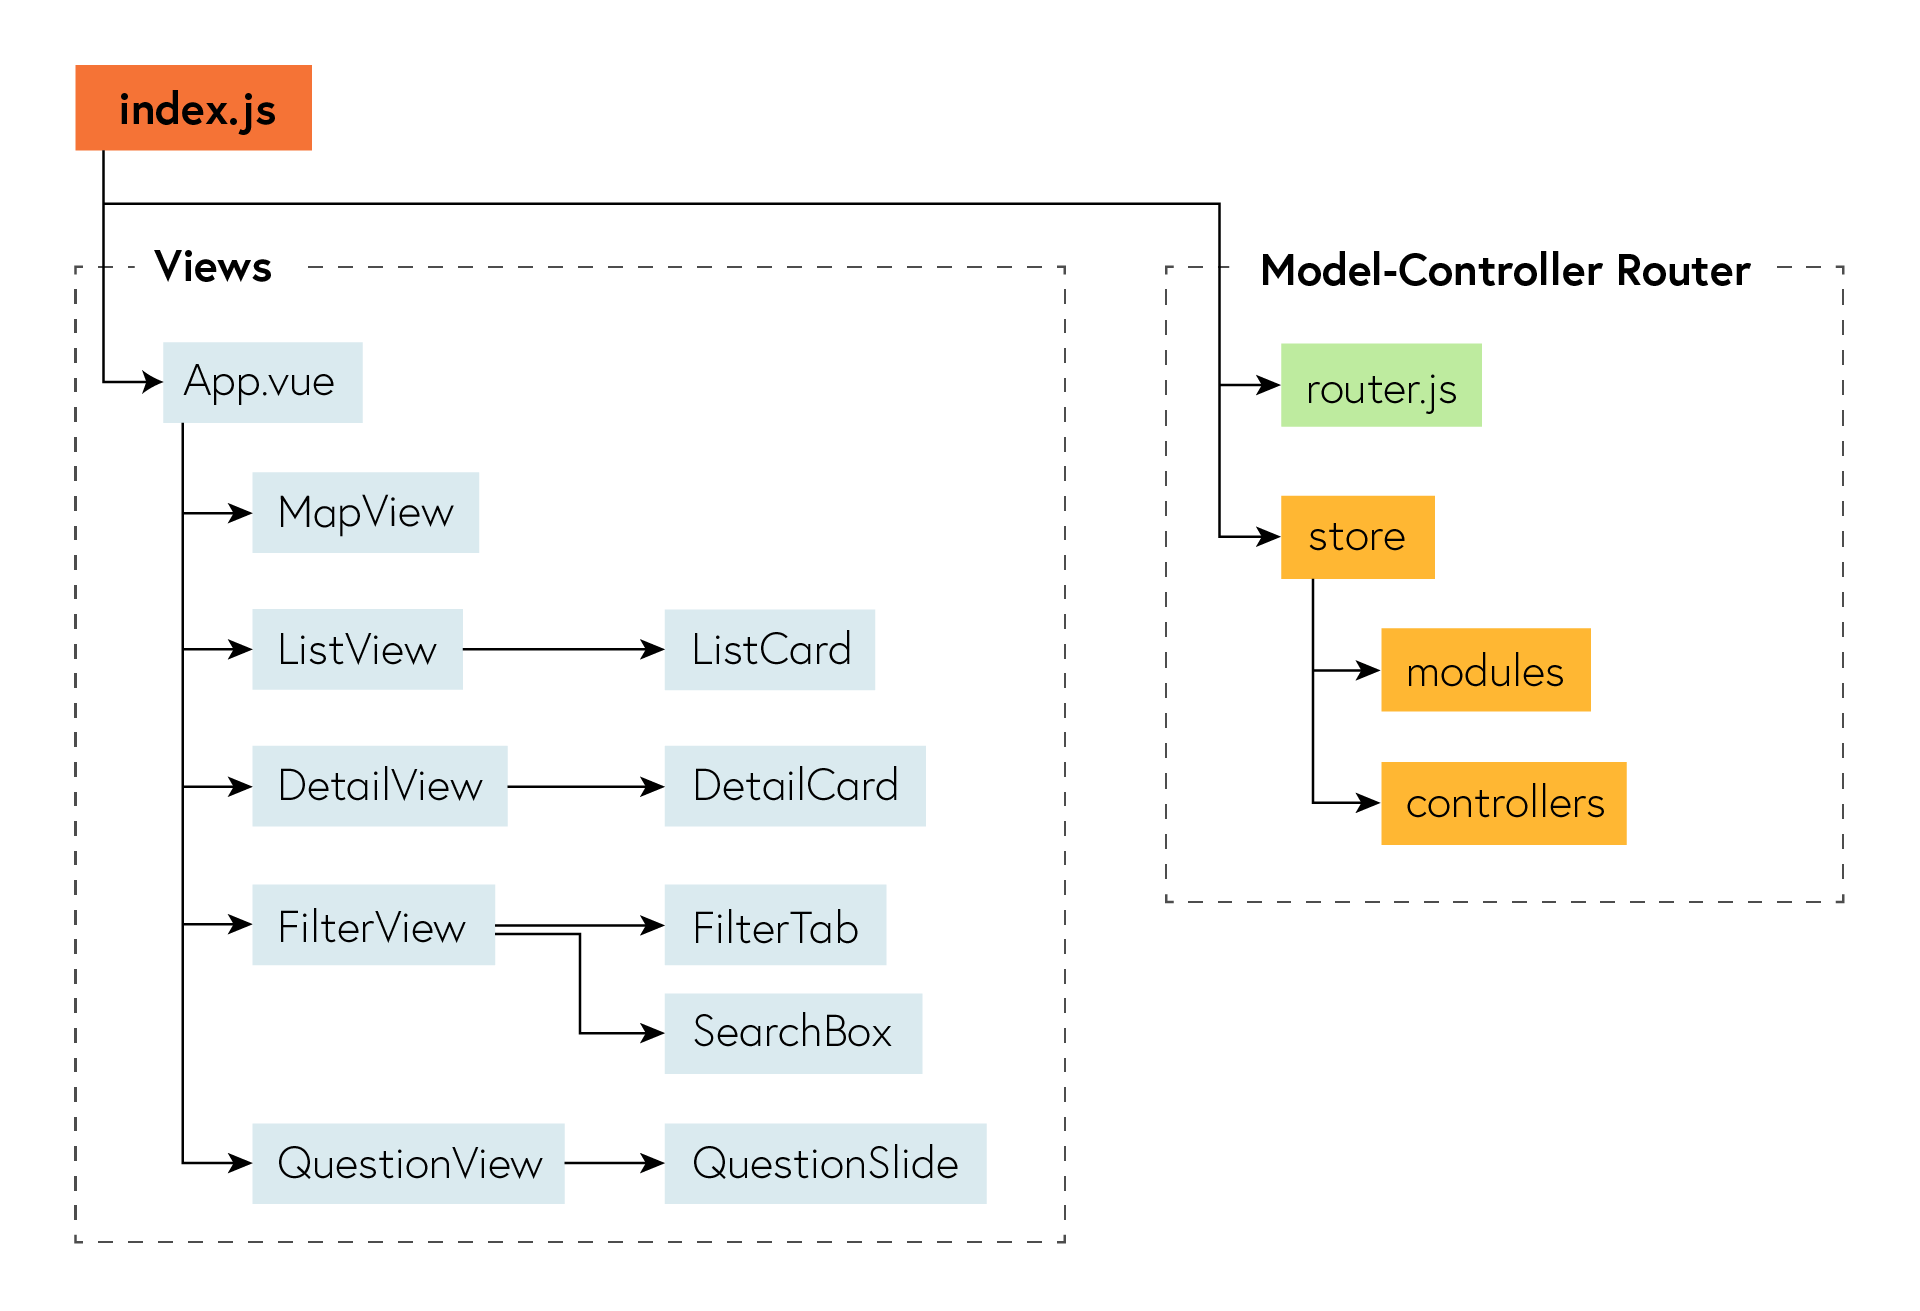 index.js
Views
App.vue
MapView
ListView
ListCard
DetailView
DetailCard
FilterView
FilterTab
SearchBox
QuestionView
QuestionSlide
Model-Controller Router
router.js
store
modules
controllers